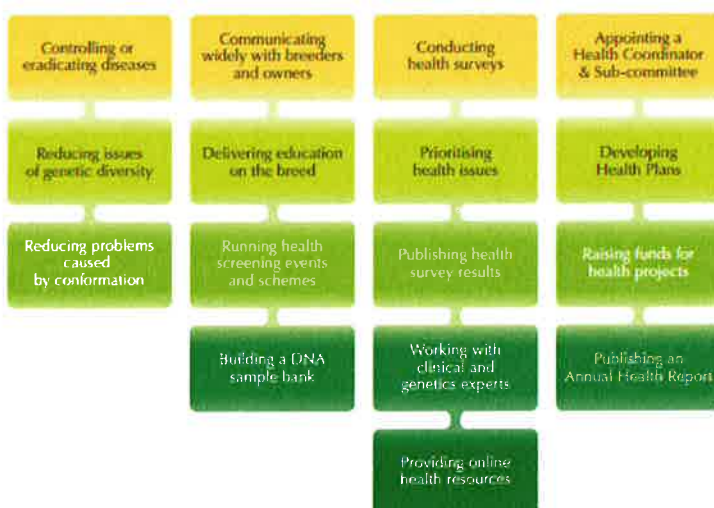 Controlling or
eradicating diseases
Reducing issues
of genetic diversity
Reducing problems
caused
by conformation
Communicating
widely with breeders
and owners
Delivering education
on the breed
Running health
screening events
and schemes
Building a DNA
sample bank
Conducting
health surveys
Prioritising
health issues
Publishing health
survey results
Working with
clinical and
genetics experts
Providing online
health resources
Appointing a
Health Coordinator
& Sub-committee
Developing
Health Plans
Raising funds for
health projects
Publishing an
Annual Health Report